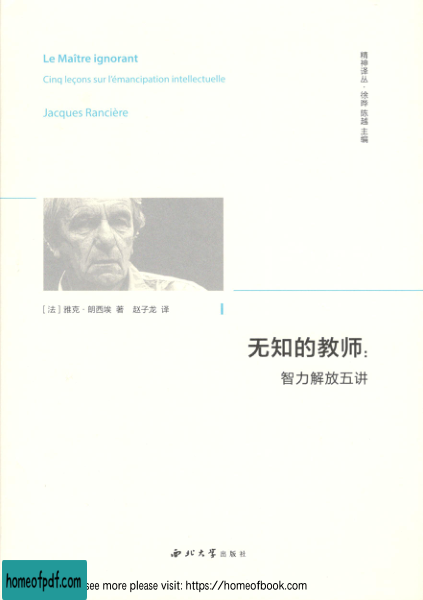 Le Maître ignorant
Cinq leçons sur l'émancipation intellectuelle
Jacques Rancière
精神译丛·徐晔 陈越 主编
［法］雅克·朗西埃 著 赵子龙 译
无知的教师：
智力解放五讲
西北大学出版社
homeofpdf.com
see more please visit: https://homeofbook.com